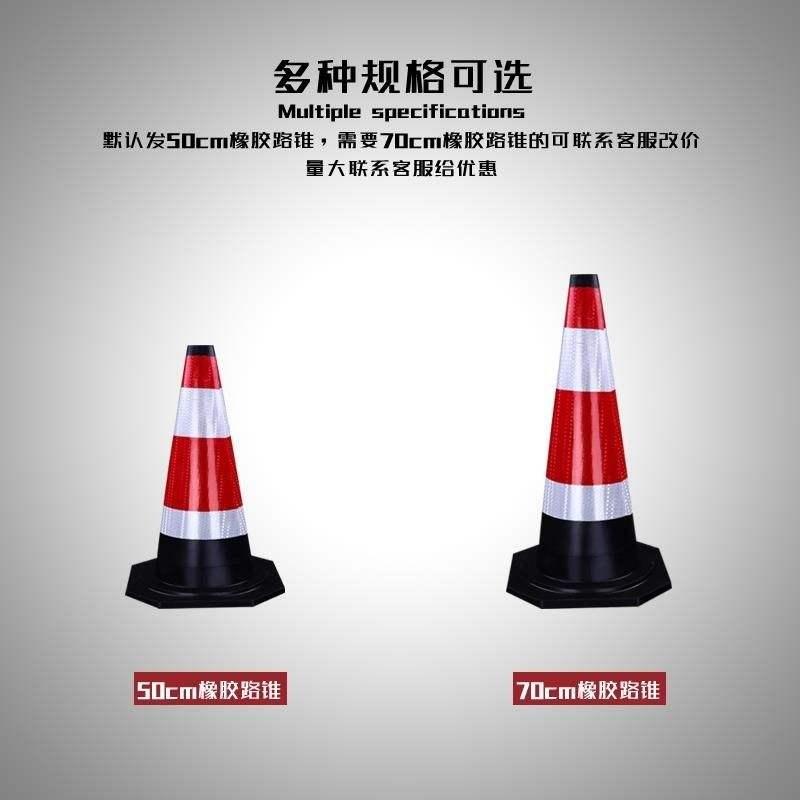 多种规格可选
Multiple specifications
默认发50cm橡胶路锥，需要70cm橡胶路锥的可联系客服改价
量大联系客服给优惠
50cm橡胶路锥
70cm橡胶路锥